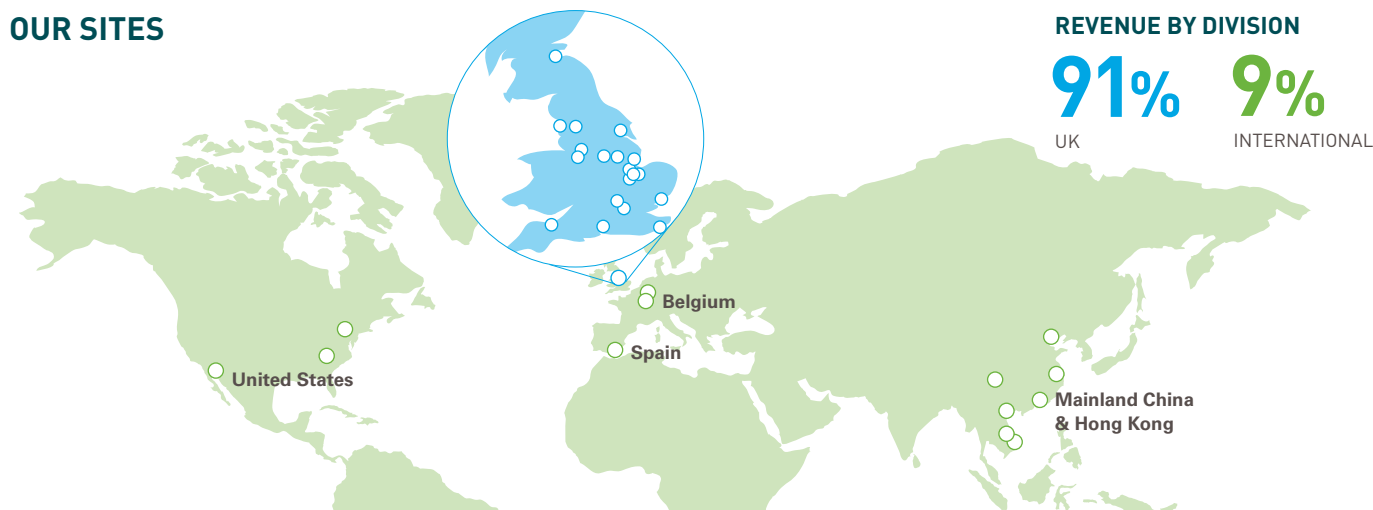 OUR SITES
REVENUE BY DIVISION
91%
9%
UK
INTERNATIONAL
Belgium
Spain
United States
Mainland China
& Hong Kong